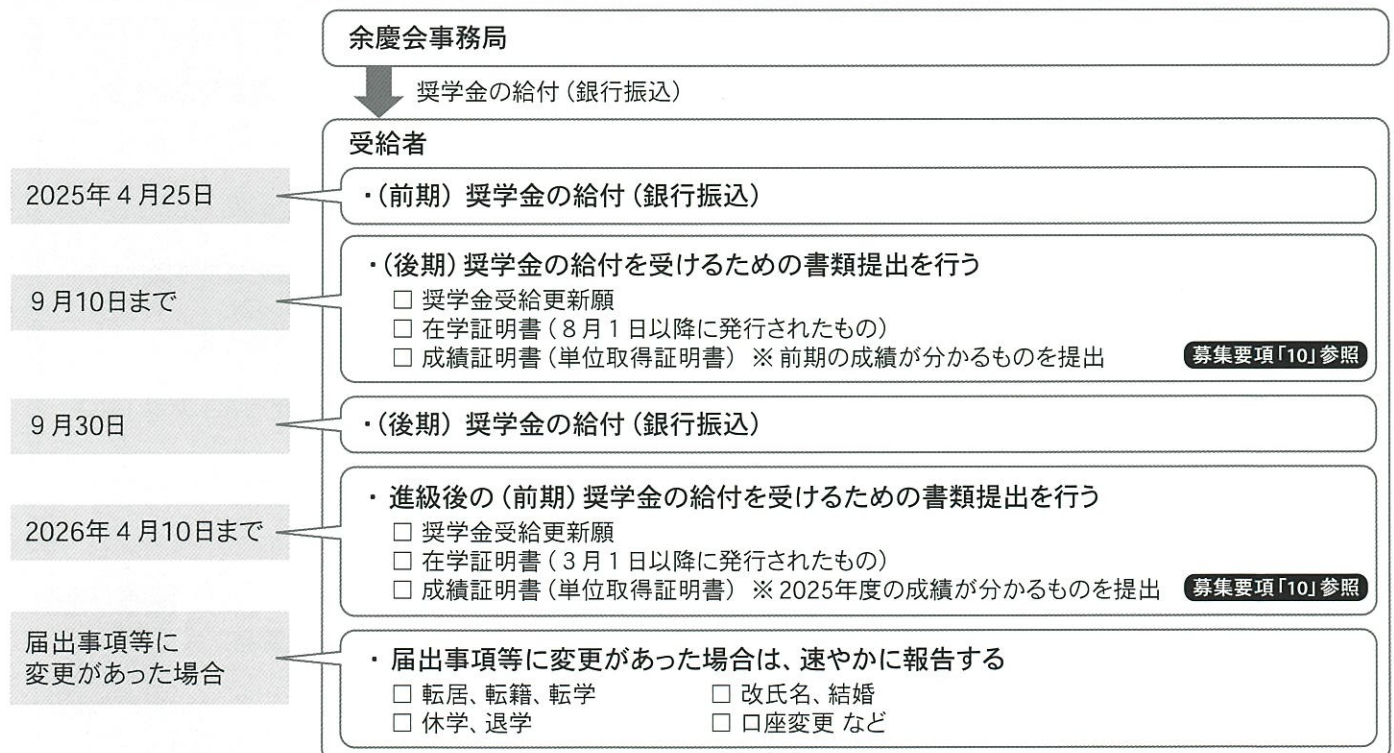 余慶会事務局
奨学金の給付(銀行振込)
受給者
2025年4月25日
・(前期)奨学金の給付(銀行振込)
9月10日まで
・(後期)奨学金の給付を受けるための書類提出を行う
□ 奨学金受給更新願
□ 在学証明書(8月1日以降に発行されたもの)
□ 成績証明書(単位取得証明書) ※前期の成績が分かるものを提出 募集要項「10」参照
9月30日
・(後期)奨学金の給付(銀行振込)
2026年4月10日まで
・進級後の(前期)奨学金の給付を受けるための書類提出を行う
□ 奨学金受給更新願
□ 在学証明書(3月1日以降に発行されたもの)
□ 成績証明書(単位取得証明書) ※2025年度の成績が分かるものを提出 募集要項「10」参照
届出事項等に
変更があった場合
・届出事項等に変更があった場合は、速やかに報告する
□ 転居、転籍、転学 □ 改氏名、結婚
□ 休学、退学 □ 口座変更 など